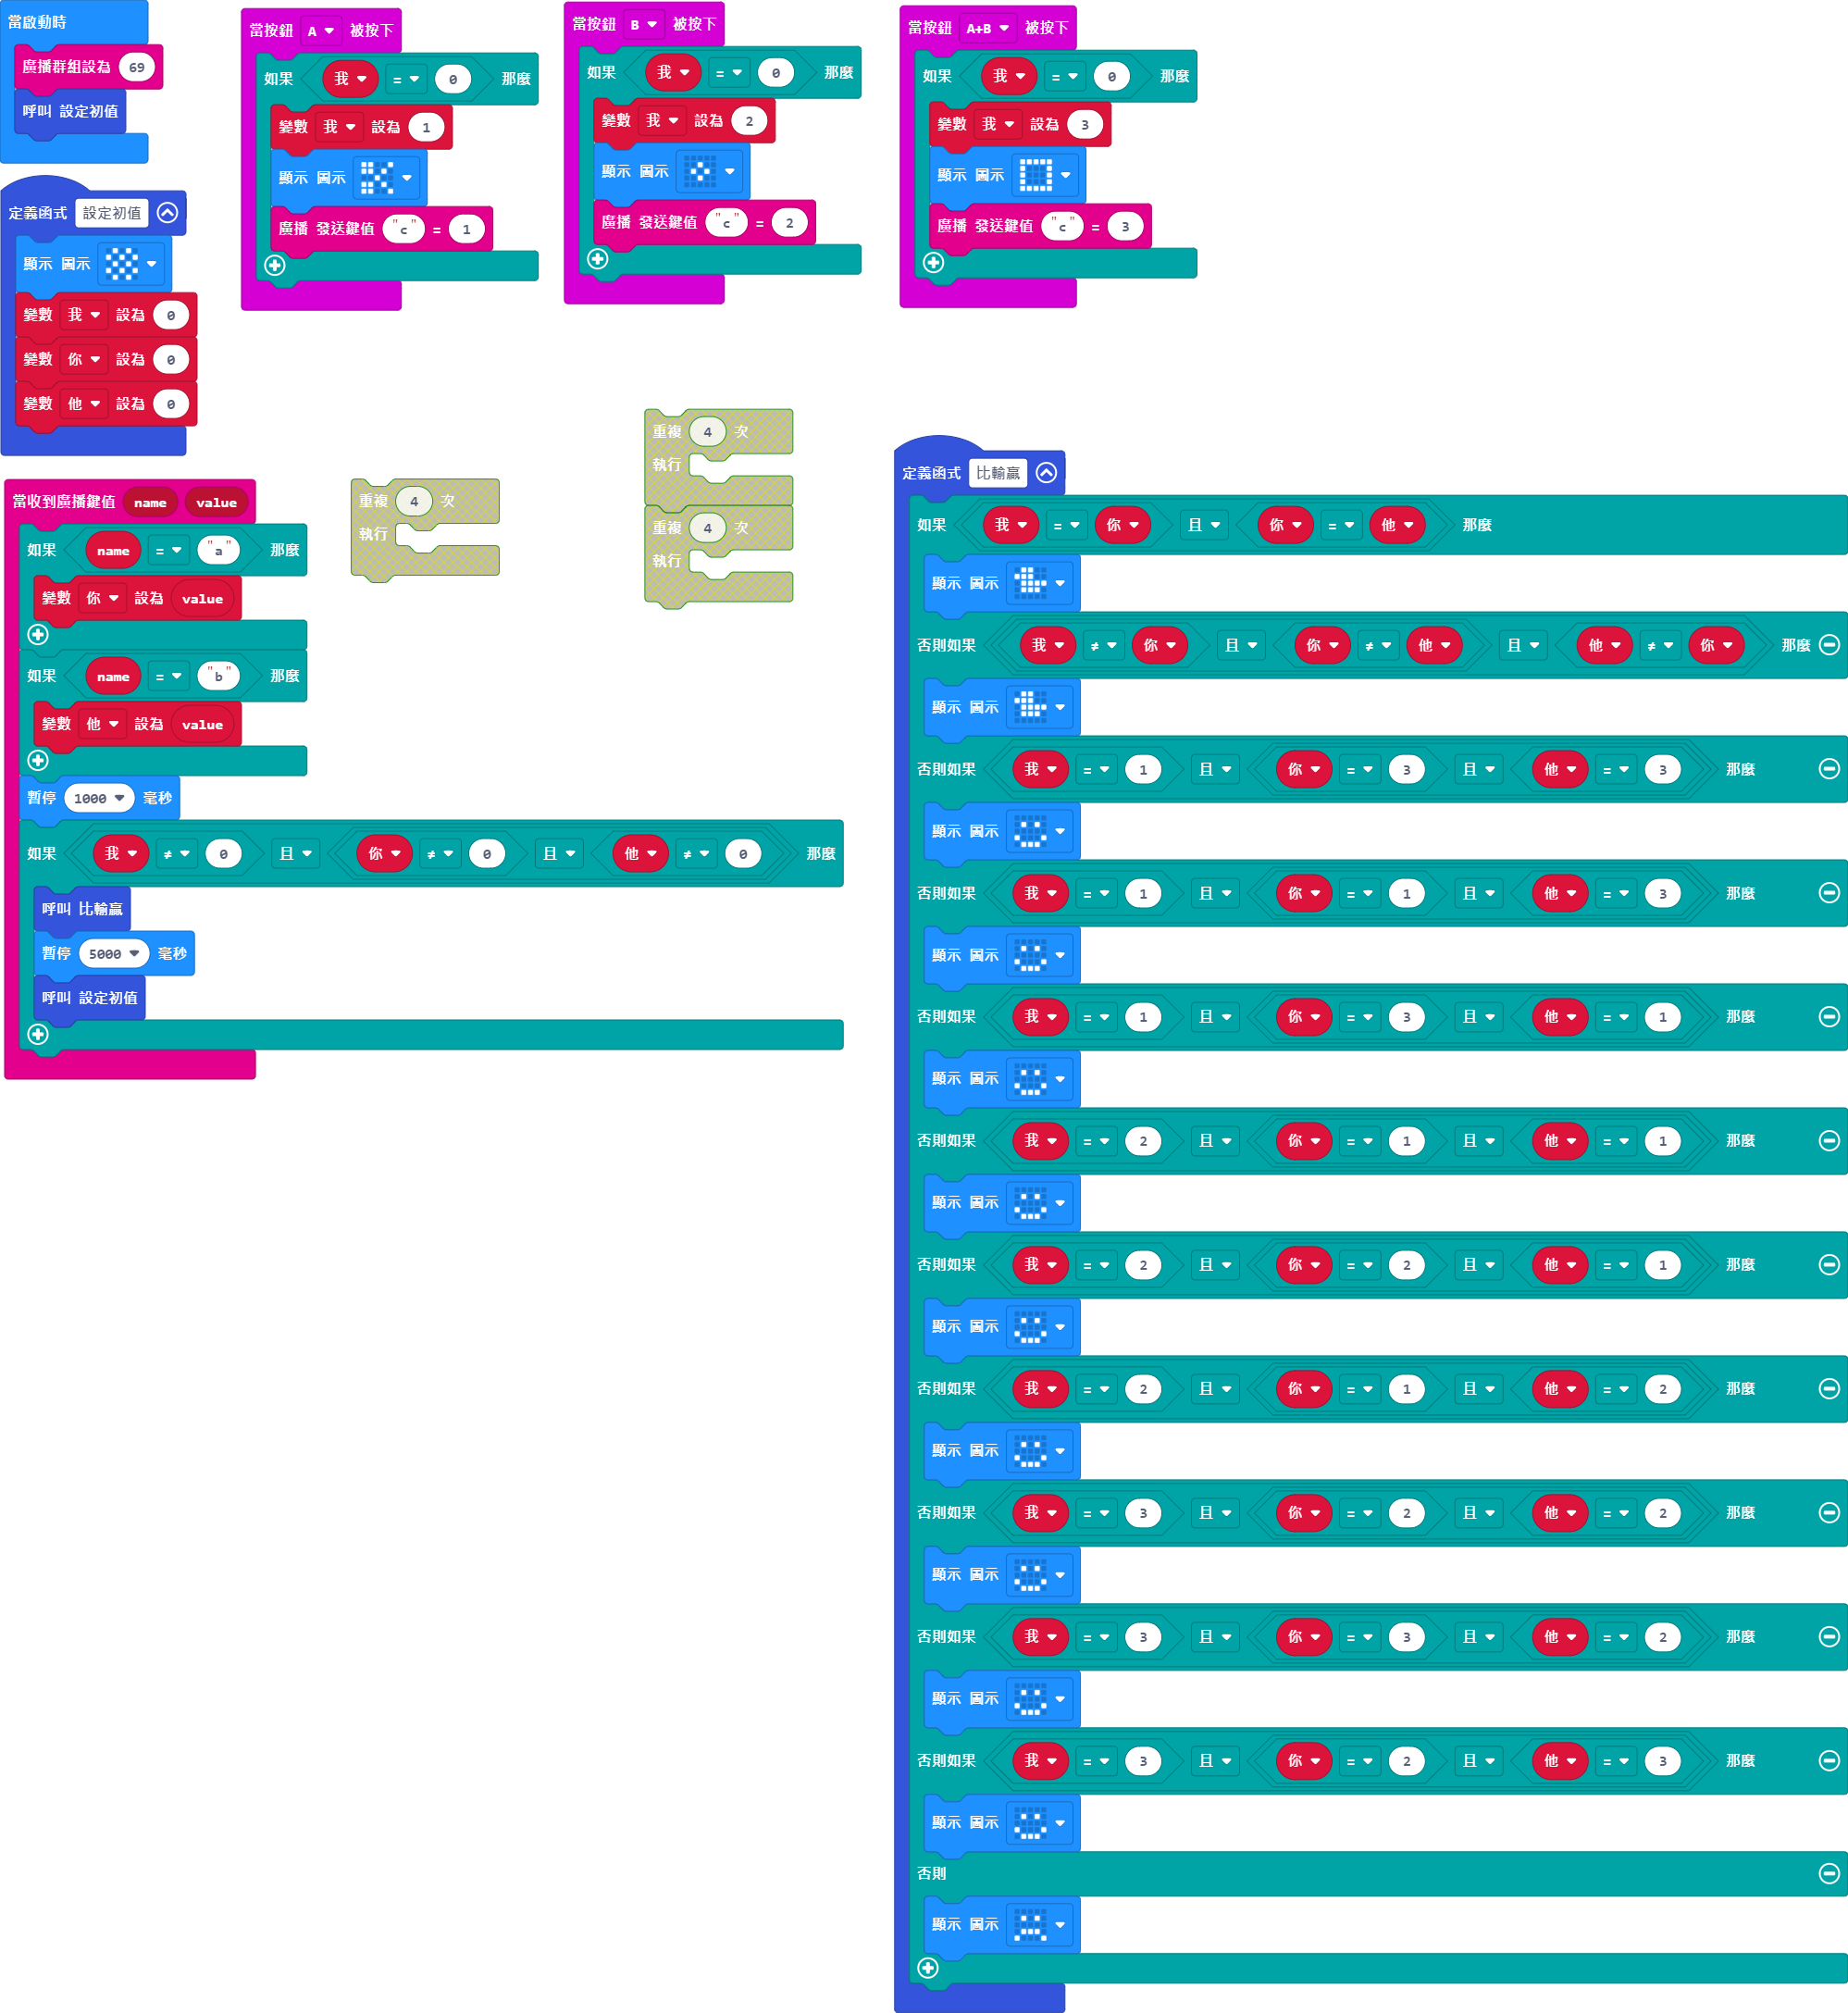 當啟動時
廣播群組設為 69
呼叫 設定初值
定義函式 設定初值
顯示 圖示
變數 我 設為 0
變數 你 設為 0
變數 他 設為 0
當按鈕 A 被按下
如果 我 = 0 那麼
變數 我 設為 1
顯示 圖示
廣播 發送鍵值 "c" = 1
當按鈕 B 被按下
如果 我 = 0 那麼
變數 我 設為 2
顯示 圖示
廣播 發送鍵值 "c" = 2
當按鈕 A+B 被按下
如果 我 = 0 那麼
變數 我 設為 3
顯示 圖示
廣播 發送鍵值 "c" = 3
當收到廣播鍵值 name value
如果 name = "a" 那麼
變數 你 設為 value
如果 name = "b" 那麼
變數 他 設為 value
暫停 1000 毫秒
如果 我 ≠ 0 且 你 ≠ 0 且 他 ≠ 0 那麼
呼叫 比輸贏
暫停 5000 毫秒
呼叫 設定初值
重複 4 次
執行
重複 4 次
執行
重複 4 次
執行
定義函式 比輸贏
如果 我 = 你 且 你 = 他 那麼
顯示 圖示
否則如果 我 ≠ 你 且 你 ≠ 他 且 他 ≠ 你 那麼
顯示 圖示
否則如果 我 = 1 且 你 = 3 且 他 = 3 那麼
顯示 圖示
否則如果 我 = 1 且 你 = 1 且 他 = 3 那麼
顯示 圖示
否則如果 我 = 1 且 你 = 3 且 他 = 1 那麼
顯示 圖示
否則如果 我 = 2 且 你 = 1 且 他 = 1 那麼
顯示 圖示
否則如果 我 = 2 且 你 = 2 且 他 = 1 那麼
顯示 圖示
否則如果 我 = 2 且 你 = 1 且 他 = 2 那麼
顯示 圖示
否則如果 我 = 3 且 你 = 2 且 他 = 2 那麼
顯示 圖示
否則如果 我 = 3 且 你 = 3 且 他 = 2 那麼
顯示 圖示
否則如果 我 = 3 且 你 = 2 且 他 = 3 那麼
顯示 圖示
否則
顯示 圖示